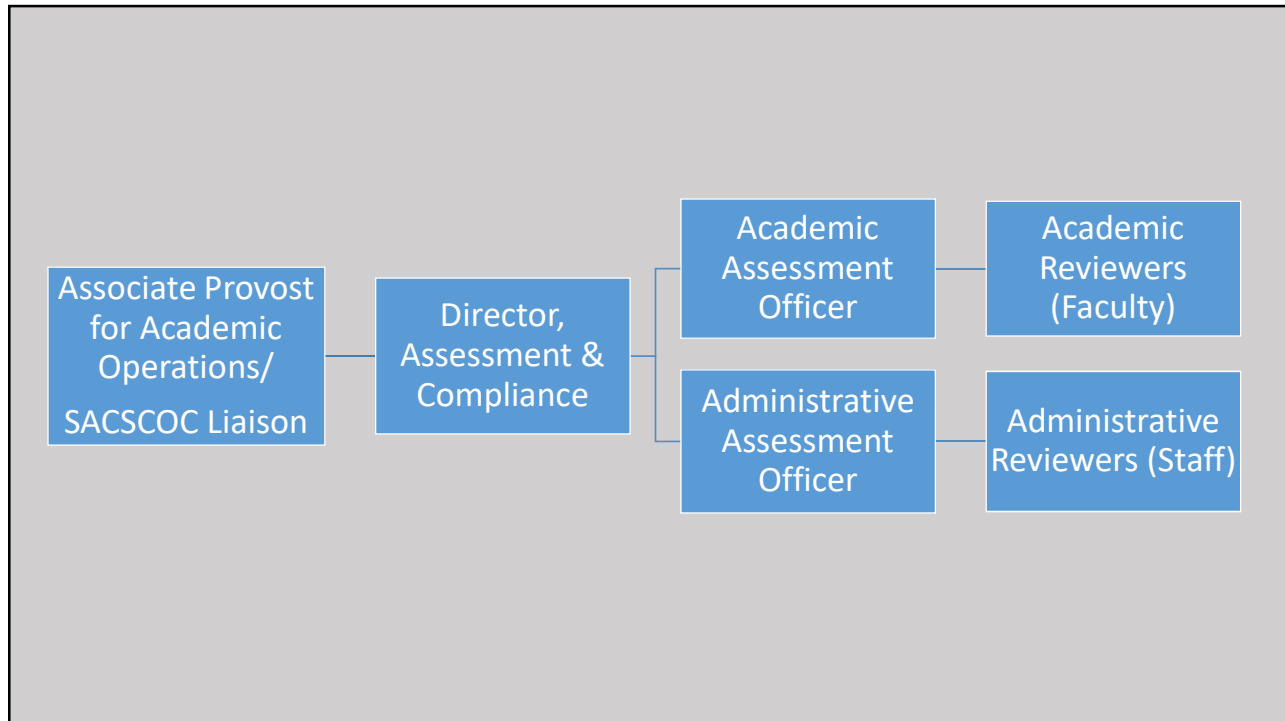 Associate Provost
for Academic
Operations/
SACSCOC Liaison
Director,
Assessment &
Compliance
Academic
Assessment
Officer
Academic
Reviewers
(Faculty)
Administrative
Assessment
Officer
Administrative
Reviewers (Staff)